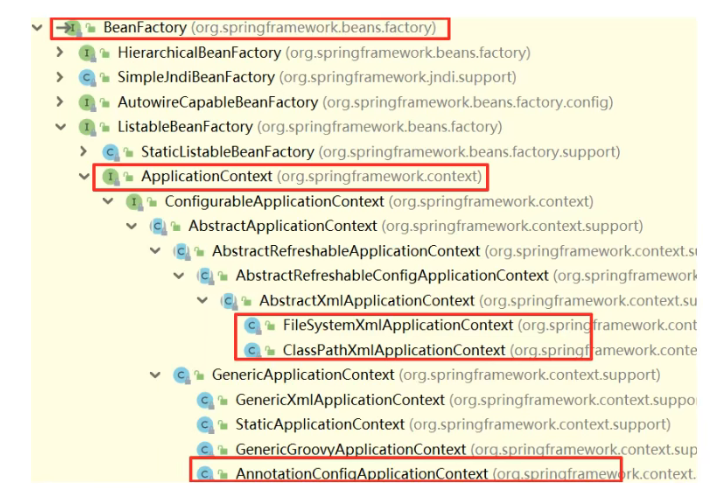 BeanFactory (org.springframework.beans.factory)
HierarchicalBeanFactory (org.springframework.beans.factory)
SimpleJndiBeanFactory (org.springframework.jndi.support)
AutowireCapableBeanFactory (org.springframework.beans.factory.config)
ListableBeanFactory (org.springframework.beans.factory)
StaticListableBeanFactory (org.springframework.beans.factory.support)
ApplicationContext (org.springframework.context)
ConfigurableApplicationContext (org.springframework.context)
AbstractApplicationContext (org.springframework.context.support)
AbstractRefreshableApplicationContext (org.springframework.context.su
AbstractRefreshableConfigApplicationContext (org.springframework
AbstractXmlApplicationContext (org.springframework.context.su
FileSystemXmlApplicationContext (org.springframework.cont
ClassPathXmlApplicationContext (org.springframework.conte
GenericApplicationContext (org.springframework.context.support)
GenericXmlApplicationContext (org.springframework.context.suppo
StaticApplicationContext (org.springframework.context.support)
GenericGroovyApplicationContext (org.springframework.context.sup
AnnotationConfigApplicationContext (org.springframework.context.